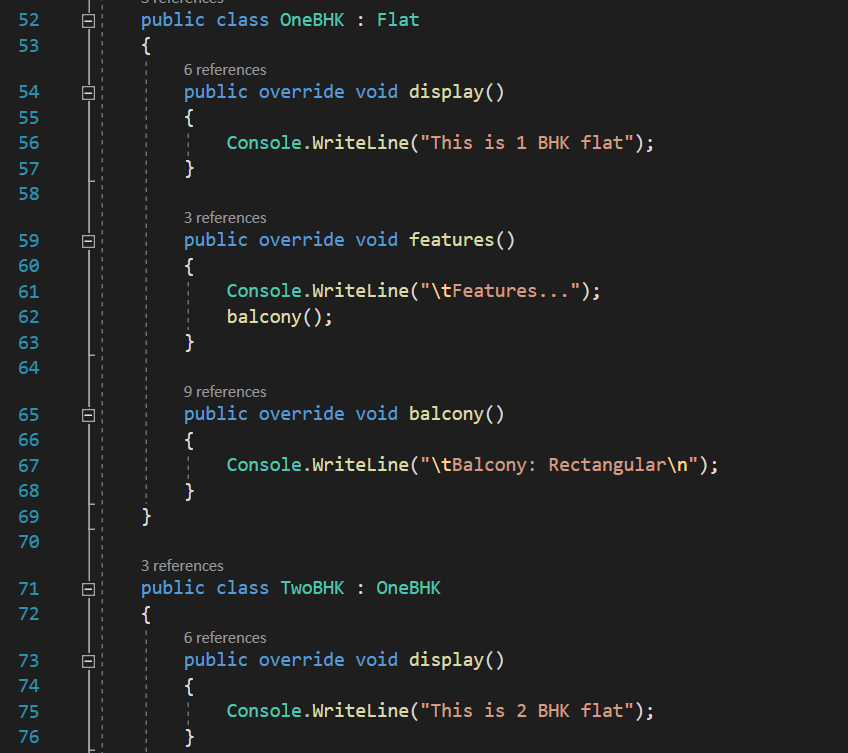 3 references
52 public class OneBHK : Flat
53 {
6 references
54 public override void display()
55 {
56 Console.WriteLine("This is 1 BHK flat");
57 }
58
3 references
59 public override void features()
60 {
61 Console.WriteLine("\tFeatures...");
62 balcony();
63 }
64
9 references
65 public override void balcony()
66 {
67 Console.WriteLine("\tBalcony: Rectangular\n");
68 }
69 }
70
3 references
71 public class TwoBHK : OneBHK
72 {
6 references
73 public override void display()
74 {
75 Console.WriteLine("This is 2 BHK flat");
76 }